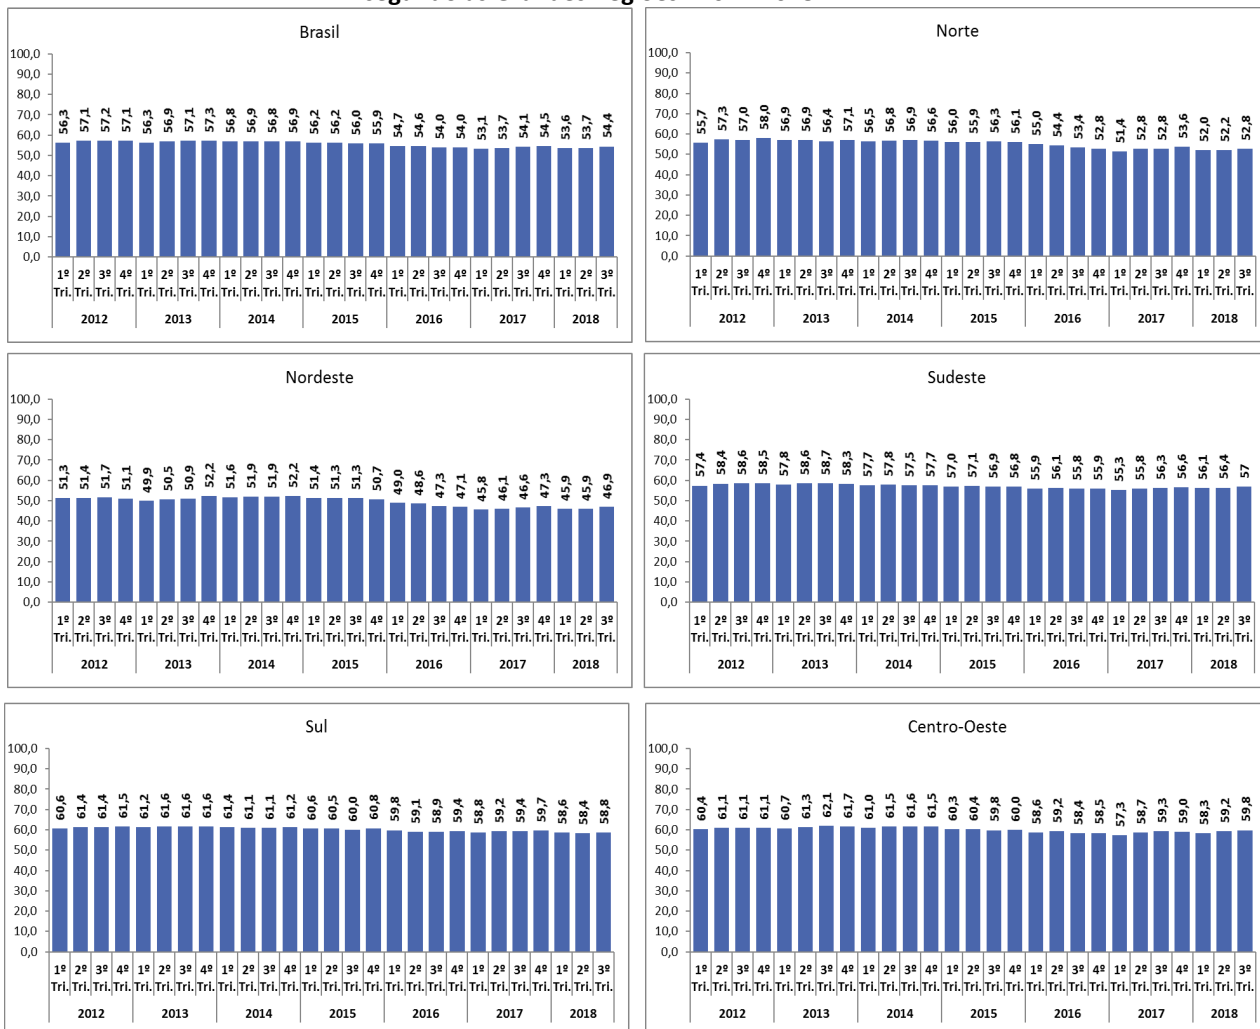 segundo as Grandes Regiões
Brasil
100,0
90,0
80,0
70,0
60,0
50,0
40,0
30,0
20,0
10,0
0,0
56,3 57,1 57,2 57,1 56,3 56,9 57,1 57,3 56,8 56,9 56,8 56,9 56,2 56,2 56,0 55,9 54,7 54,6 54,0 54,0 53,1 53,7 54,1 54,5 53,6 53,7 54,4
1º 2º 3º 4º 1º 2º 3º 4º 1º 2º 3º 4º 1º 2º 3º 4º 1º 2º 3º 4º 1º 2º 3º 4º 1º 2º 3º
Tri. Tri. Tri. Tri. Tri. Tri. Tri. Tri. Tri. Tri. Tri. Tri. Tri. Tri. Tri. Tri. Tri. Tri. Tri. Tri. Tri. Tri. Tri. Tri. Tri. Tri. Tri.
2012 2013 2014 2015 2016 2017 2018
Norte
100,0
90,0
80,0
70,0
60,0
50,0
40,0
30,0
20,0
10,0
0,0
55,7 57,3 57,0 58,0 56,9 56,9 56,4 57,1 56,5 56,8 56,9 56,6 56,0 55,9 56,3 56,1 55,0 54,4 53,4 52,8 51,4 52,8 52,8 53,6 52,0 52,2 52,8
1º 2º 3º 4º 1º 2º 3º 4º 1º 2º 3º 4º 1º 2º 3º 4º 1º 2º 3º 4º 1º 2º 3º 4º 1º 2º 3º
Tri. Tri. Tri. Tri. Tri. Tri. Tri. Tri. Tri. Tri. Tri. Tri. Tri. Tri. Tri. Tri. Tri. Tri. Tri. Tri. Tri. Tri. Tri. Tri. Tri. Tri. Tri.
2012 2013 2014 2015 2016 2017 2018
Nordeste
100,0
90,0
80,0
70,0
60,0
50,0
40,0
30,0
20,0
10,0
0,0
51,3 51,4 51,7 51,1 49,9 50,5 50,9 52,2 51,6 51,9 51,9 52,2 51,4 51,3 51,3 50,7 49,0 48,6 47,3 47,1 45,8 46,1 46,6 47,3 45,9 45,9 46,9
1º 2º 3º 4º 1º 2º 3º 4º 1º 2º 3º 4º 1º 2º 3º 4º 1º 2º 3º 4º 1º 2º 3º 4º 1º 2º 3º
Tri. Tri. Tri. Tri. Tri. Tri. Tri. Tri. Tri. Tri. Tri. Tri. Tri. Tri. Tri. Tri. Tri. Tri. Tri. Tri. Tri. Tri. Tri. Tri. Tri. Tri. Tri.
2012 2013 2014 2015 2016 2017 2018
Sudeste
100,0
90,0
80,0
70,0
60,0
50,0
40,0
30,0
20,0
10,0
0,0
57,4 58,4 58,6 58,5 57,8 58,6 58,7 58,3 57,7 57,8 57,5 57,7 57,0 57,1 56,9 56,8 55,9 56,1 55,8 55,9 55,3 55,8 56,3 56,6 56,1 56,4 57
1º 2º 3º 4º 1º 2º 3º 4º 1º 2º 3º 4º 1º 2º 3º 4º 1º 2º 3º 4º 1º 2º 3º 4º 1º 2º 3º
Tri. Tri. Tri. Tri. Tri. Tri. Tri. Tri. Tri. Tri. Tri. Tri. Tri. Tri. Tri. Tri. Tri. Tri. Tri. Tri. Tri. Tri. Tri. Tri. Tri. Tri. Tri.
2012 2013 2014 2015 2016 2017 2018
Sul
100,0
90,0
80,0
70,0
60,0
50,0
40,0
30,0
20,0
10,0
0,0
60,6 61,4 61,4 61,5 61,2 61,6 61,6 61,6 61,4 61,1 61,1 61,2 60,6 60,5 60,0 60,8 59,8 59,1 58,9 59,4 58,8 59,2 59,4 59,7 58,6 58,4 58,8
1º 2º 3º 4º 1º 2º 3º 4º 1º 2º 3º 4º 1º 2º 3º 4º 1º 2º 3º 4º 1º 2º 3º 4º 1º 2º 3º
Tri. Tri. Tri. Tri. Tri. Tri. Tri. Tri. Tri. Tri. Tri. Tri. Tri. Tri. Tri. Tri. Tri. Tri. Tri. Tri. Tri. Tri. Tri. Tri. Tri. Tri. Tri.
2012 2013 2014 2015 2016 2017 2018
Centro-Oeste
100,0
90,0
80,0
70,0
60,0
50,0
40,0
30,0
20,0
10,0
0,0
60,4 61,1 61,1 61,1 60,7 61,3 62,1 61,7 61,0 61,5 61,6 61,5 60,3 60,4 59,8 60,0 58,6 59,2 58,4 58,5 57,3 58,7 59,3 59,0 58,3 59,2 59,8
1º 2º 3º 4º 1º 2º 3º 4º 1º 2º 3º 4º 1º 2º 3º 4º 1º 2º 3º 4º 1º 2º 3º 4º 1º 2º 3º
Tri. Tri. Tri. Tri. Tri. Tri. Tri. Tri. Tri. Tri. Tri. Tri. Tri. Tri. Tri. Tri. Tri. Tri. Tri. Tri. Tri. Tri. Tri. Tri. Tri. Tri. Tri.
2012 2013 2014 2015 2016 2017 2018